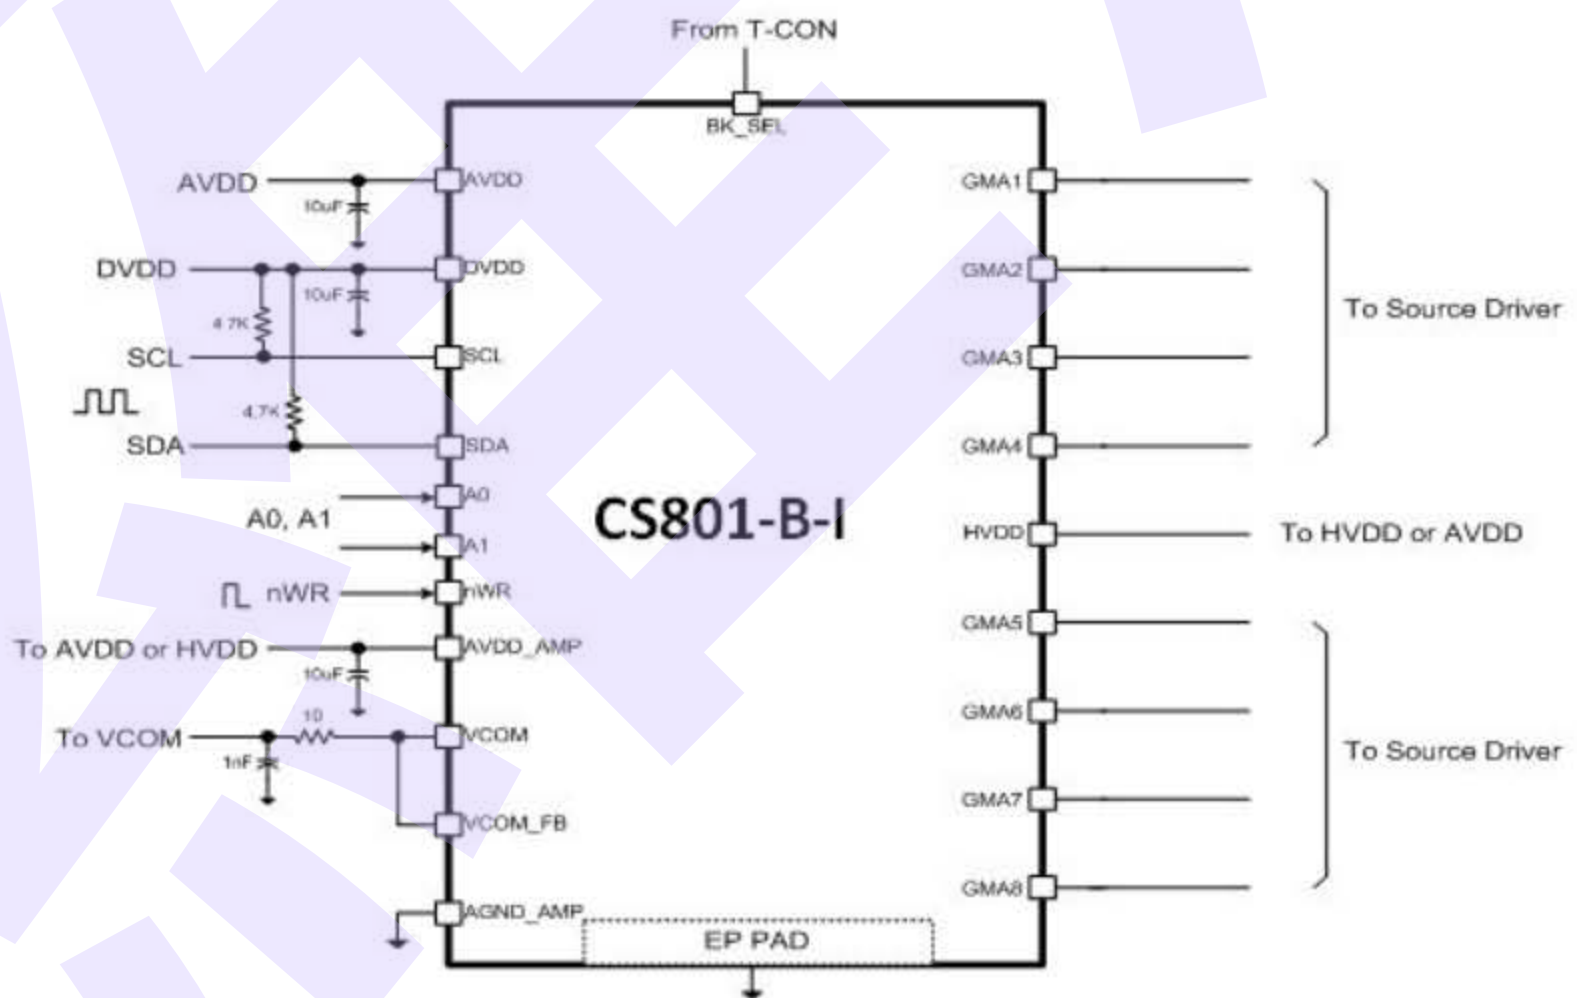 From T-CON
BK_SEL
AVDD
10uF
AVDD
GMA1
DVDD
10uF
DVDD
GMA2
4.7K
To Source Driver
SCL
SCL
GMA3
4.7K
SDA
SDA
GMA4
A0
A0, A1
CS801-B-I
HVDD
To HVDD or AVDD
A1
nWR
nWR
GMA5
To AVDD or HVDD
10uF
AVDD_AMP
10
GMA6
To VCOM
VCOM
To Source Driver
1nF
GMA7
VCOM_FB
GMA8
AGND_AMP
EP PAD